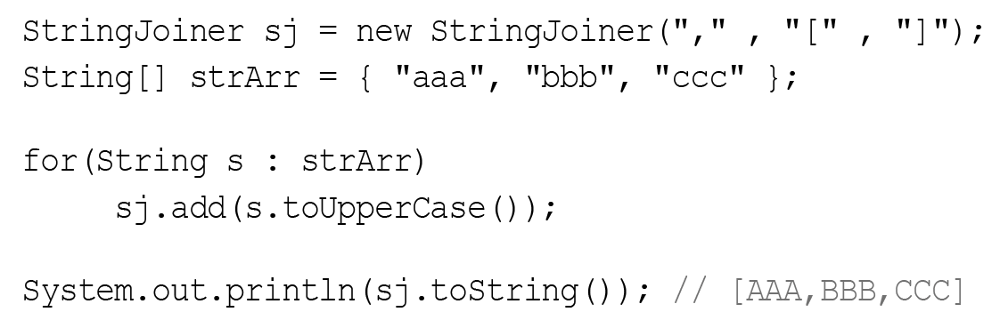 StringJoiner sj = new StringJoiner("," , "[" , "]");
String[] strArr = { "aaa", "bbb", "ccc" };
for(String s : strArr)
sj.add(s.toUpperCase());
System.out.println(sj.toString()); // [AAA,BBB,CCC]